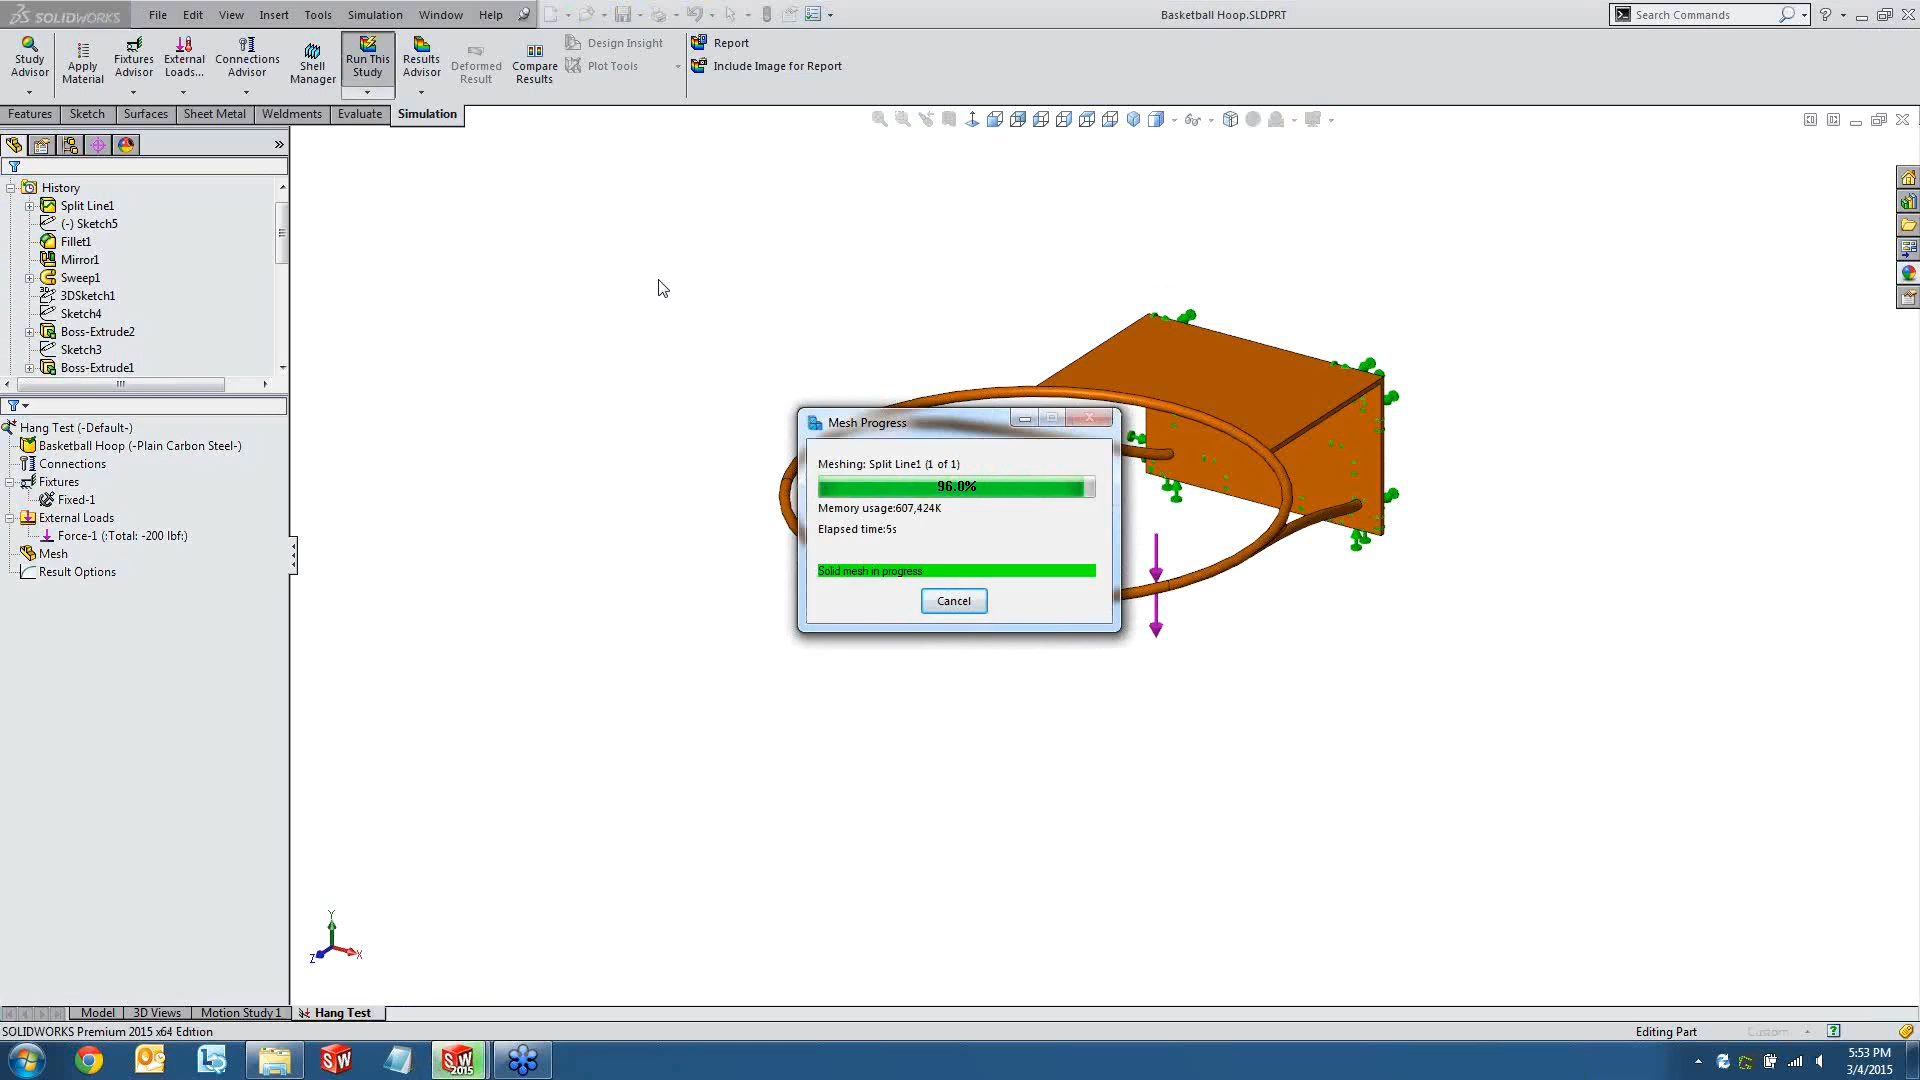 SOLIDWORKS File Edit View Insert Tools Simulation Window Help Basketball Hoop.SLDPRT Search Commands
Study Advisor
Apply Material
Fixtures Advisor
External Loads...
Connections Advisor
Shell Manager
Run This Study
Results Advisor
Deformed Result
Compare Results
Design Insight
Plot Tools
Report
Include Image for Report
Features Sketch Surfaces Sheet Metal Weldments Evaluate Simulation
History
Split Line1
(-) Sketch5
Fillet1
Mirror1
Sweep1
3DSketch1
Sketch4
Boss-Extrude2
Sketch3
Boss-Extrude1
Hang Test (-Default-)
Basketball Hoop (-Plain Carbon Steel-)
Connections
Fixtures
Fixed-1
External Loads
Force-1 (:Total: -200 lbf:)
Mesh
Result Options
Mesh Progress
Meshing: Split Line1 (1 of 1)
96.0%
Memory usage:607,424K
Elapsed time:5s
Solid mesh in progress
Cancel
Y
X
Z
Model 3D Views Motion Study 1 Hang Test
SOLIDWORKS Premium 2015 x64 Edition Editing Part Custom
SW
SW 2015
5:53 PM
3/4/2015